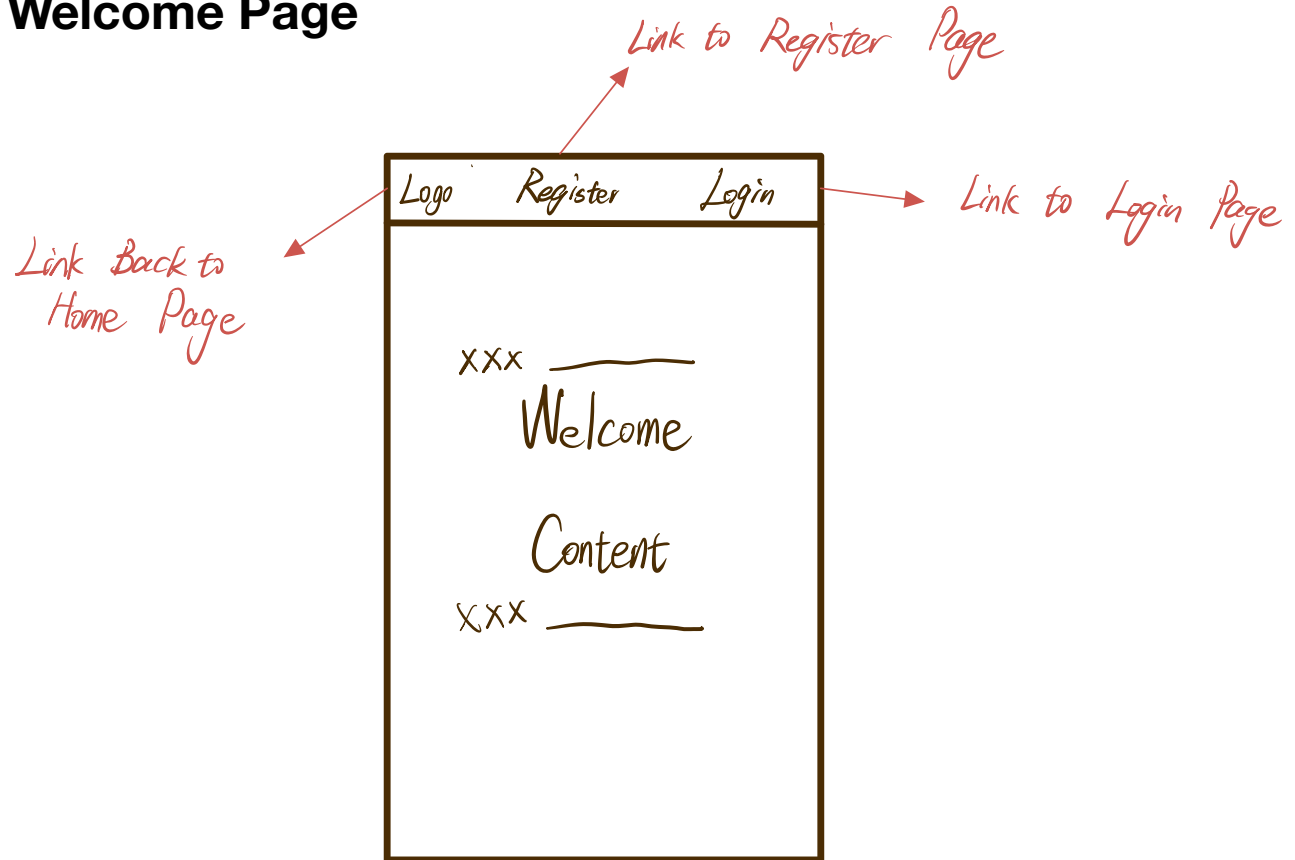 Welcome Page
Link to Register Page
Logo Register Login
Link to Login Page
Link Back to
Home Page
xxx
Welcome
Content
xxx